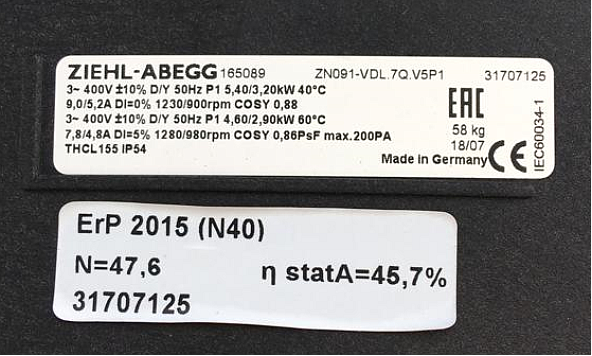 ZIEHL-ABEGG 165089 ZN091-VDL.7Q.V5P1 31707125
3~ 400V ±10% D/Y 50Hz P1 5,40/3,20kW 40°C
9,0/5,2A DI=0% 1230/900rpm COSY 0,88
3~ 400V ±10% D/Y 50Hz P1 4,60/2,90kW 60°C
7,8/4,8A DI=5% 1280/980rpm COSY 0,86PsF max.200PA
THCL155 IP54
EAC
58 kg
18/07
Made in Germany CE
IEC60034-1
ErP 2015 (N40)
N=47,6 η statA=45,7%
31707125